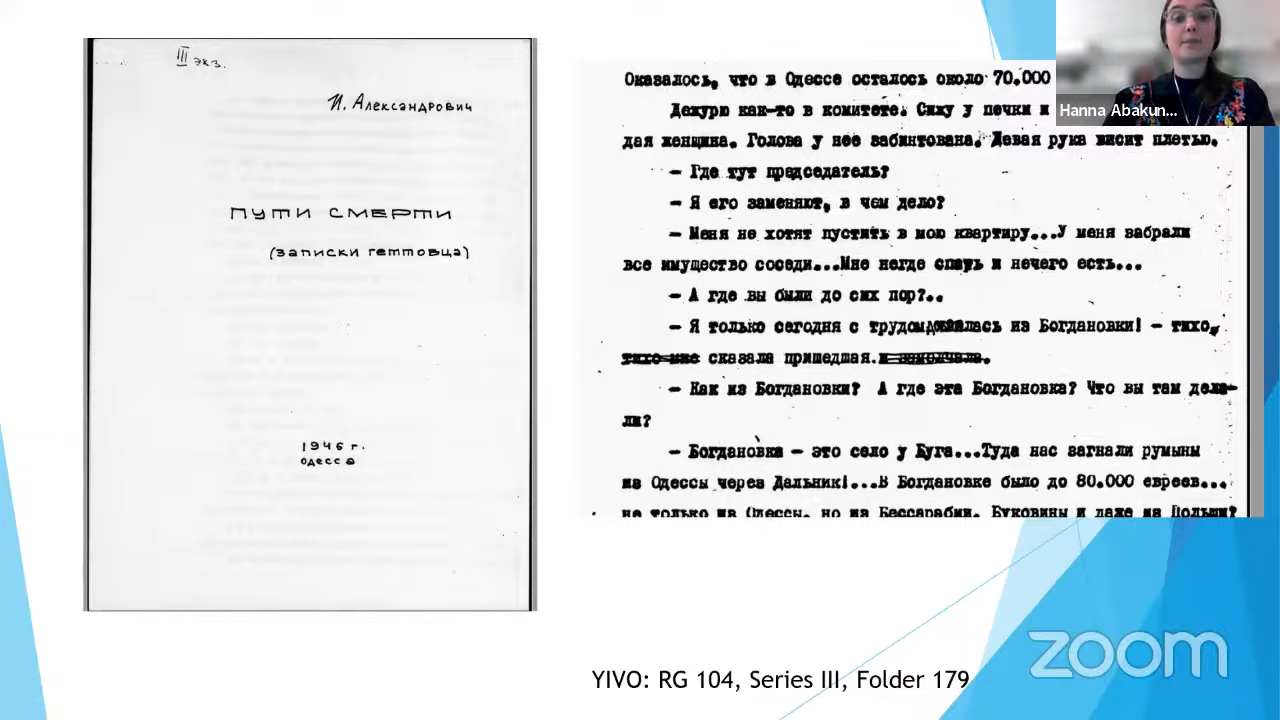 III экз.
И. Александрович
ПУТИ СМЕРТИ
(записки геттовца)
1946 г.
Одесса
Оказалось, что в Одессе осталось около 70.000
Дежурю как-то в комитете. Сижу у печки и
дая женщина. Голова у нее забинтована. Левая рука висит плетью.
– Где тут председатель?
– Я его заменяют, в чем дело?
– Меня не хотят пустить в мою квартиру...У меня забрали
все имущество соседи...Мне негде спать и нечего есть...
– А где вы были до сих пор?..
– Я только сегодня с трудом из Богдановки! – тихо,
тихо мне сказала пришедшая.и замолчала.
– Как из Богдановки? А где эта Богдановка? Что вы там дела-
ли?
– Богдановка – это село у Буга...Туда нас загнали румыны
из Одессы через Дальник!...В Богдановке было до 80.000 евреев...
не только из Одессы, но из Бессарабии, Буковины и даже из Польши?
YIVO: RG 104, Series III, Folder 179
Hanna Abakun...
zoom